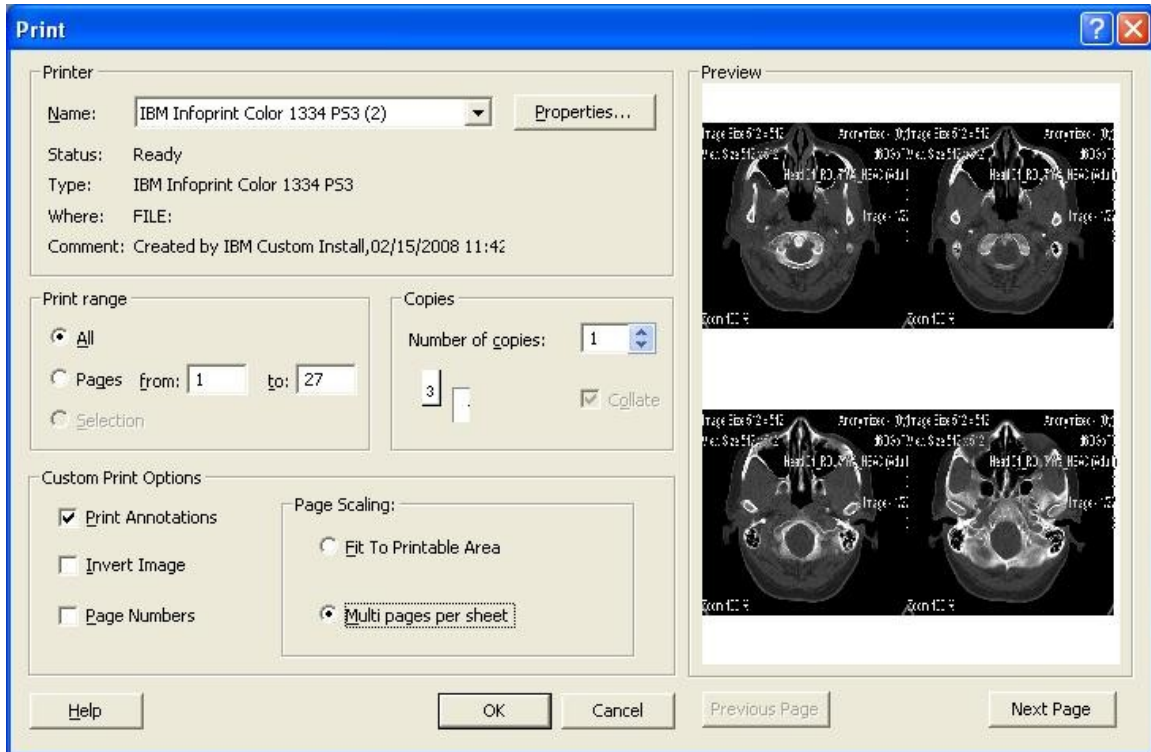 Print
Printer
Name: IBM Infoprint Color 1334 PS3 (2) Properties...
Status: Ready
Type: IBM Infoprint Color 1334 PS3
Where: FILE:
Comment: Created by IBM Custom Install,02/15/2008 11:42
Print range
All
Pages from: 1 to: 27
Selection
Copies
Number of copies: 1
3
Collate
Custom Print Options
Print Annotations
Invert Image
Page Numbers
Page Scaling:
Fit To Printable Area
Multi pages per sheet
Help
OK
Cancel
Preview
Previous Page
Next Page